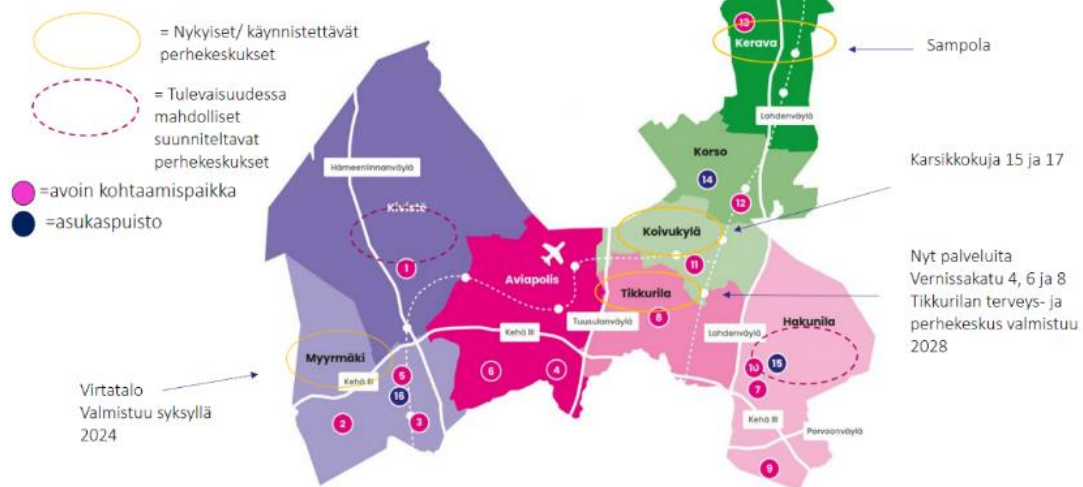 = Nykyiset/ käynnistettävät
perhekeskukset
= Tulevaisuudessa
mahdolliset
suunniteltavat
perhekeskukset
=avoin kohtaamispaikka
=asukaspuisto
13
Kerava
Sampola
Lahdenväylä
Korso
14
12
Karsikkokuja 15 ja 17
Hämeenlinnanväylä
Kivistö
1
Koivukylä
11
Aviapolis
Tikkurila
8
Nyt palveluita
Vernissakatu 4, 6 ja 8
Tikkurilan terveys- ja
perhekeskus valmistuu
2028
Tuusulanväylä
Lahdenväylä
Hakunila
Kehä III
Myyrmäki
Kehä III
5
16
6
4
10
15
7
Virtatalo
Valmistuu syksyllä
2024
2
3
Kehä III
Porvoonväylä
9